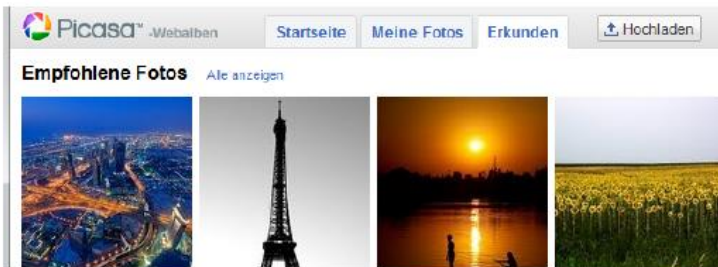 Picasa™ -Webalben Startseite Meine Fotos Erkunden Hochladen
Empfohlene Fotos Alle anzeigen